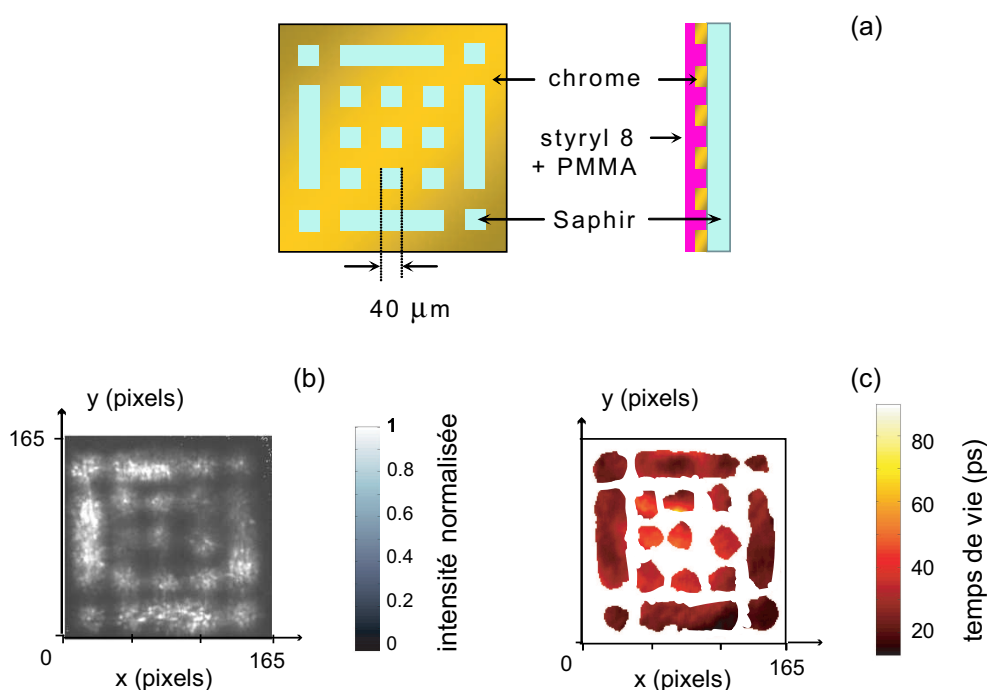 (a)
chrome
styryl 8
+ PMMA
Saphir
40 μm
(b)
y (pixels)
165
0
165
x (pixels)
1
0.8
0.6
0.4
0.2
0
intensité normalisée
(c)
y (pixels)
0
165
x (pixels)
80
60
40
20
temps de vie (ps)